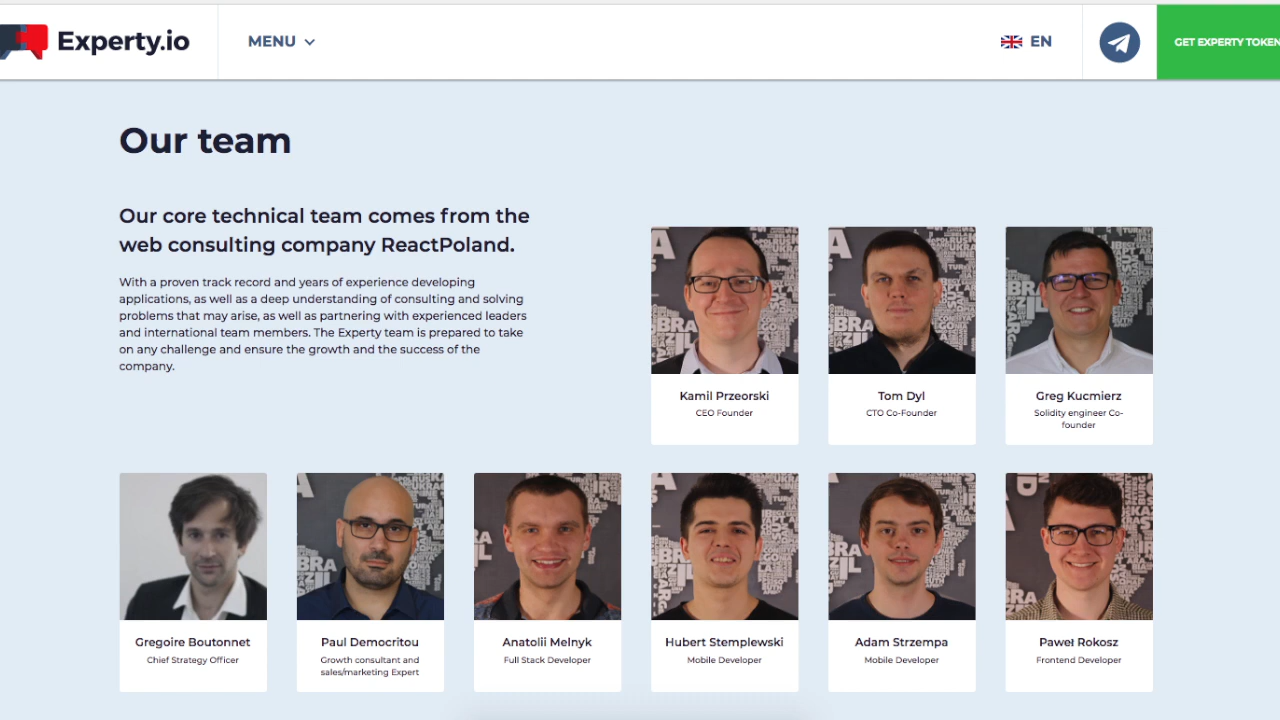 Experty.io
MENU
EN
GET EXPERTY TOKEN
Our team
Our core technical team comes from the
web consulting company ReactPoland.
With a proven track record and years of experience developing
applications, as well as a deep understanding of consulting and solving
problems that may arise, as well as partnering with experienced leaders
and international team members. The Experty team is prepared to take
on any challenge and ensure the growth and the success of the
company.
Kamil Przeorski
CEO Founder
Tom Dyl
CTO Co-Founder
Greg Kucmierz
Solidity engineer Co-
founder
Gregoire Boutonnet
Chief Strategy Officer
Paul Democritou
Growth consultant and
sales/marketing Expert
Anatolii Melnyk
Full Stack Developer
Hubert Stemplewski
Mobile Developer
Adam Strzempa
Mobile Developer
Paweł Rokosz
Frontend Developer